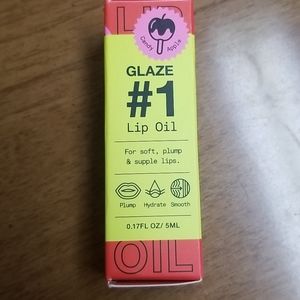 LIP
Candy Apple
GLAZE
#1
Lip Oil
For soft, plump
& supple lips.
Plump Hydrate Smooth
0.17FL OZ/ 5ML
OIL